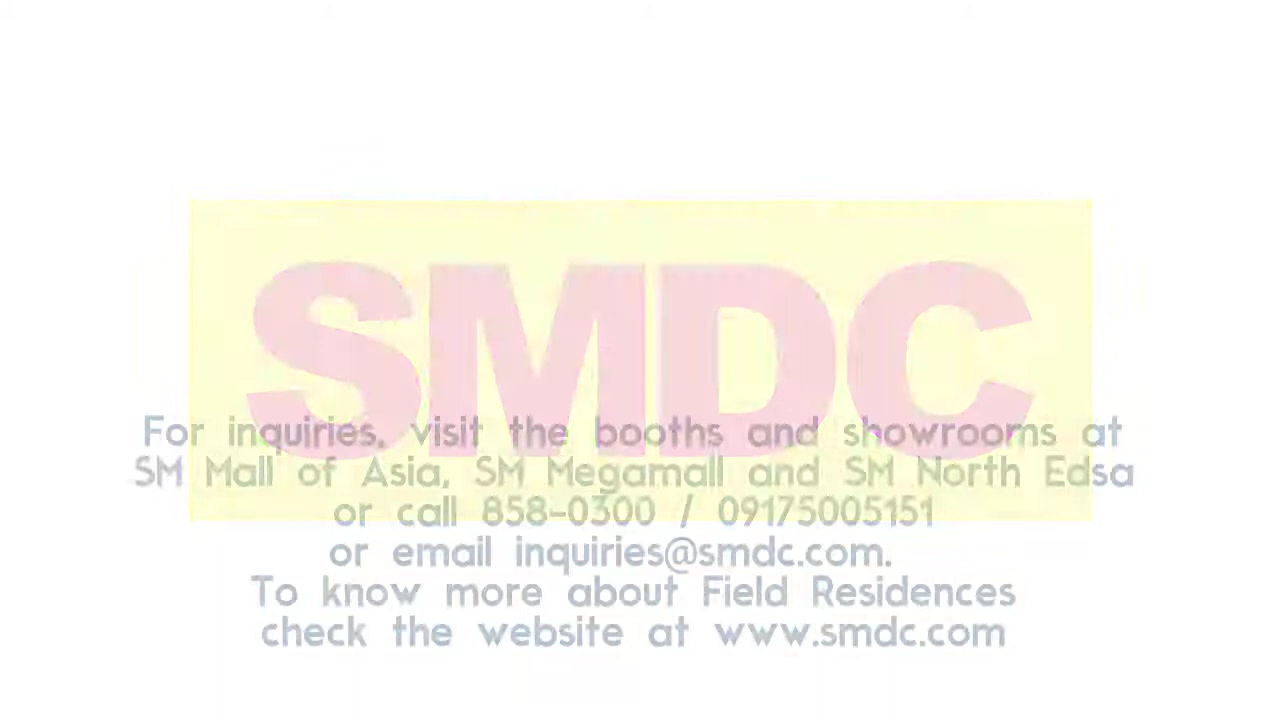 SMDC
For inquiries, visit the booths and showrooms at
SM Mall of Asia, SM Megamall and SM North Edsa
or call 858-0300 / 09175005151
or email inquiries@smdc.com.
To know more about Field Residences
check the website at www.smdc.com